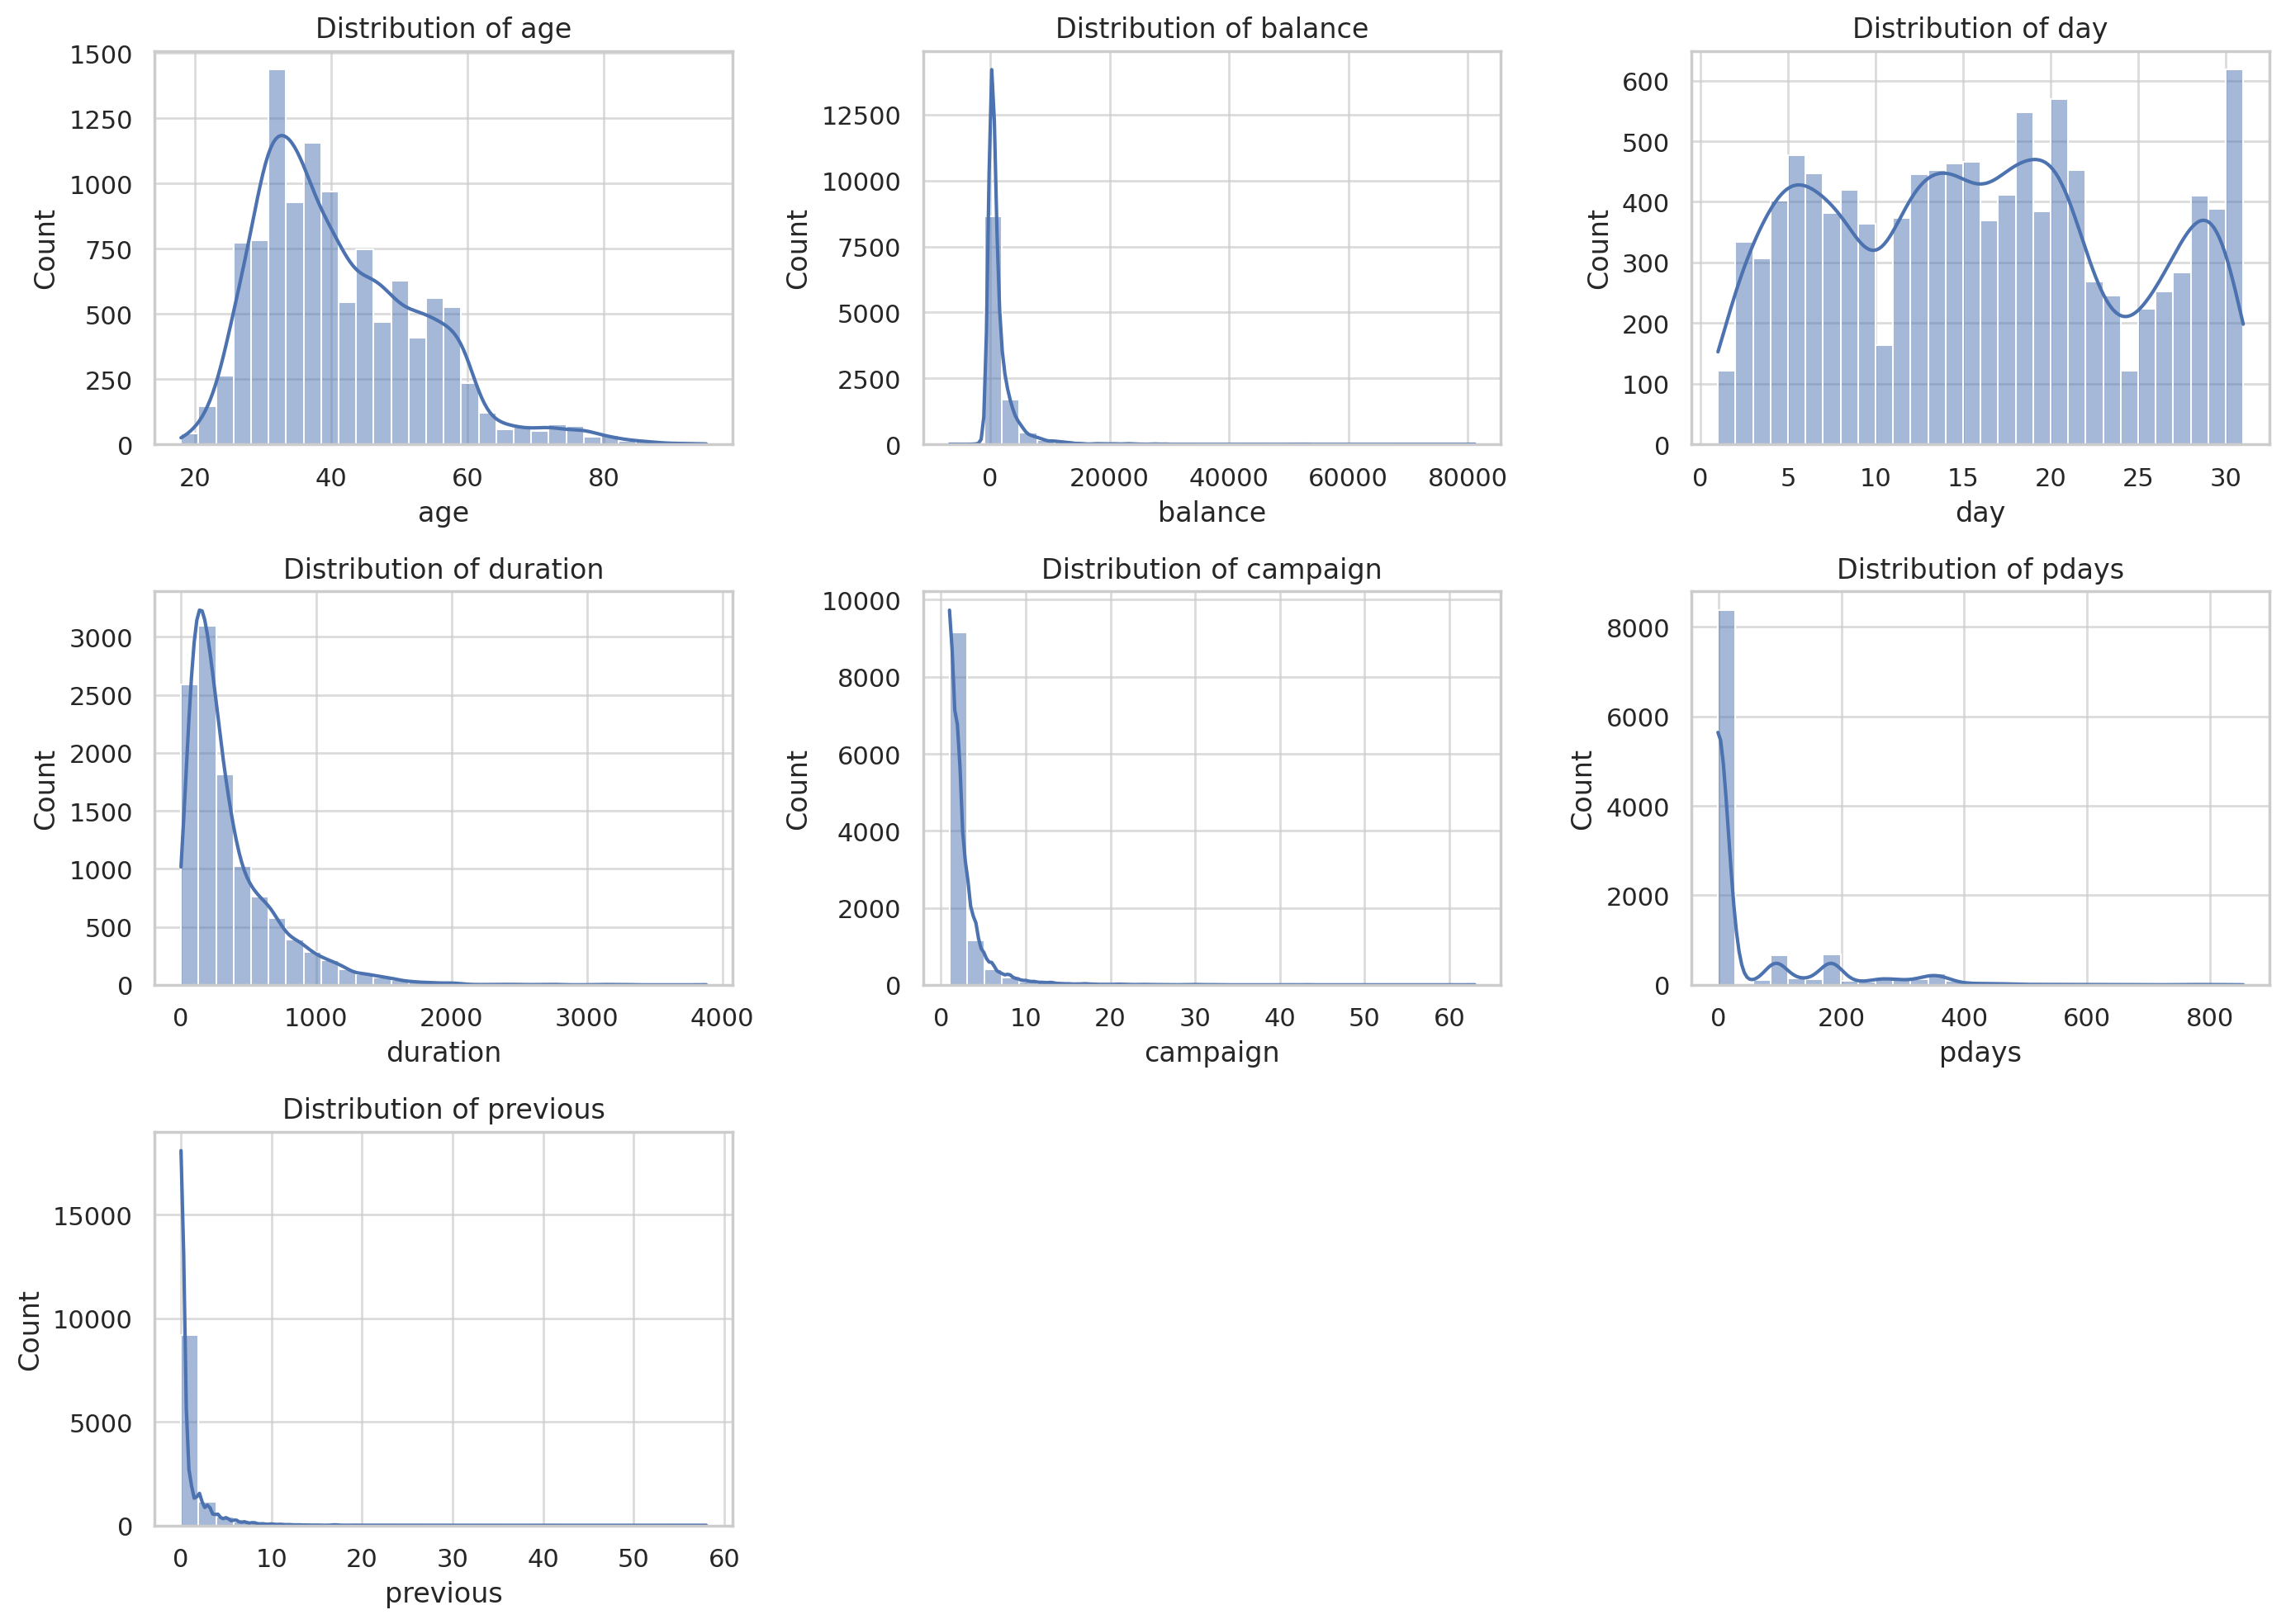 Distribution of age
1500
1250
1000
750
500
250
0
Count
20 40 60 80
age
Distribution of balance
12500
10000
7500
5000
2500
0
Count
0 20000 40000 60000 80000
balance
Distribution of day
600
500
400
300
200
100
0
Count
0 5 10 15 20 25 30
day
Distribution of duration
3000
2500
2000
1500
1000
500
0
Count
0 1000 2000 3000 4000
duration
Distribution of campaign
10000
8000
6000
4000
2000
0
Count
0 10 20 30 40 50 60
campaign
Distribution of pdays
8000
6000
4000
2000
0
Count
0 200 400 600 800
pdays
Distribution of previous
15000
10000
5000
0
Count
0 10 20 30 40 50 60
previous